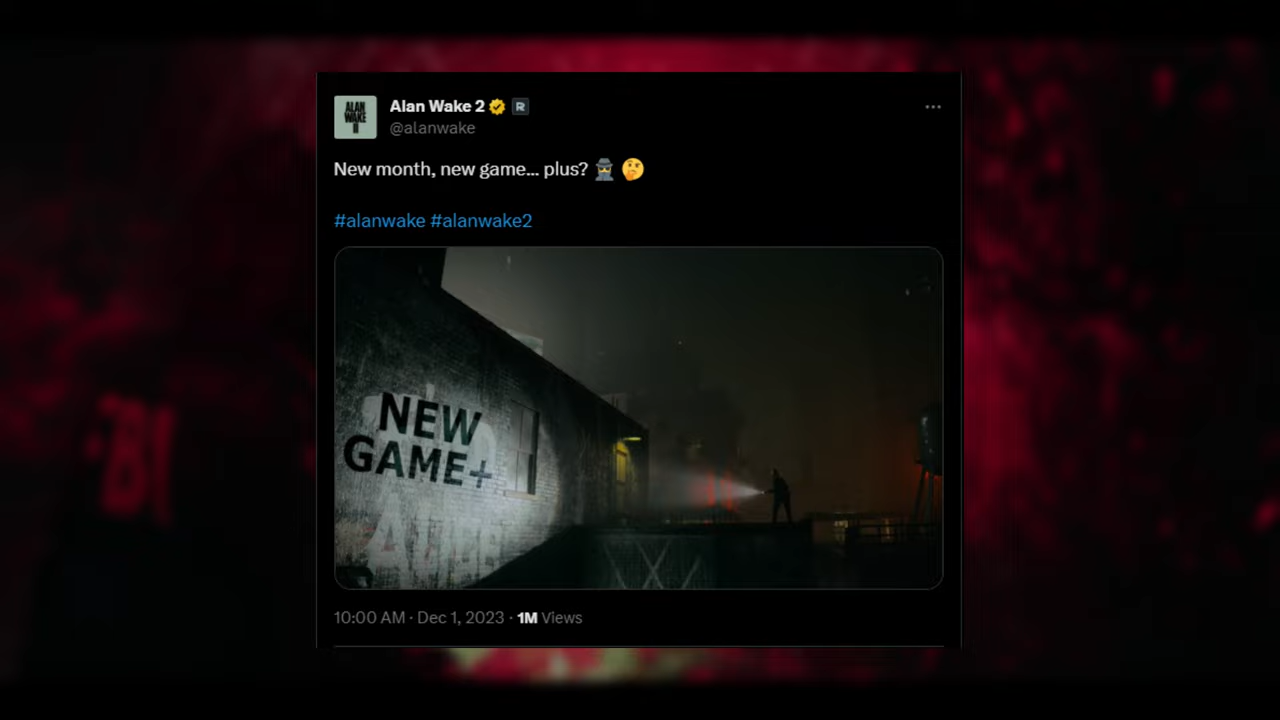 ALAN
WAKE
II
Alan Wake 2
R
@alanwake
New month, new game... plus?
#alanwake #alanwake2
NEW
GAME+
10:00 AM · Dec 1, 2023 · 1M Views